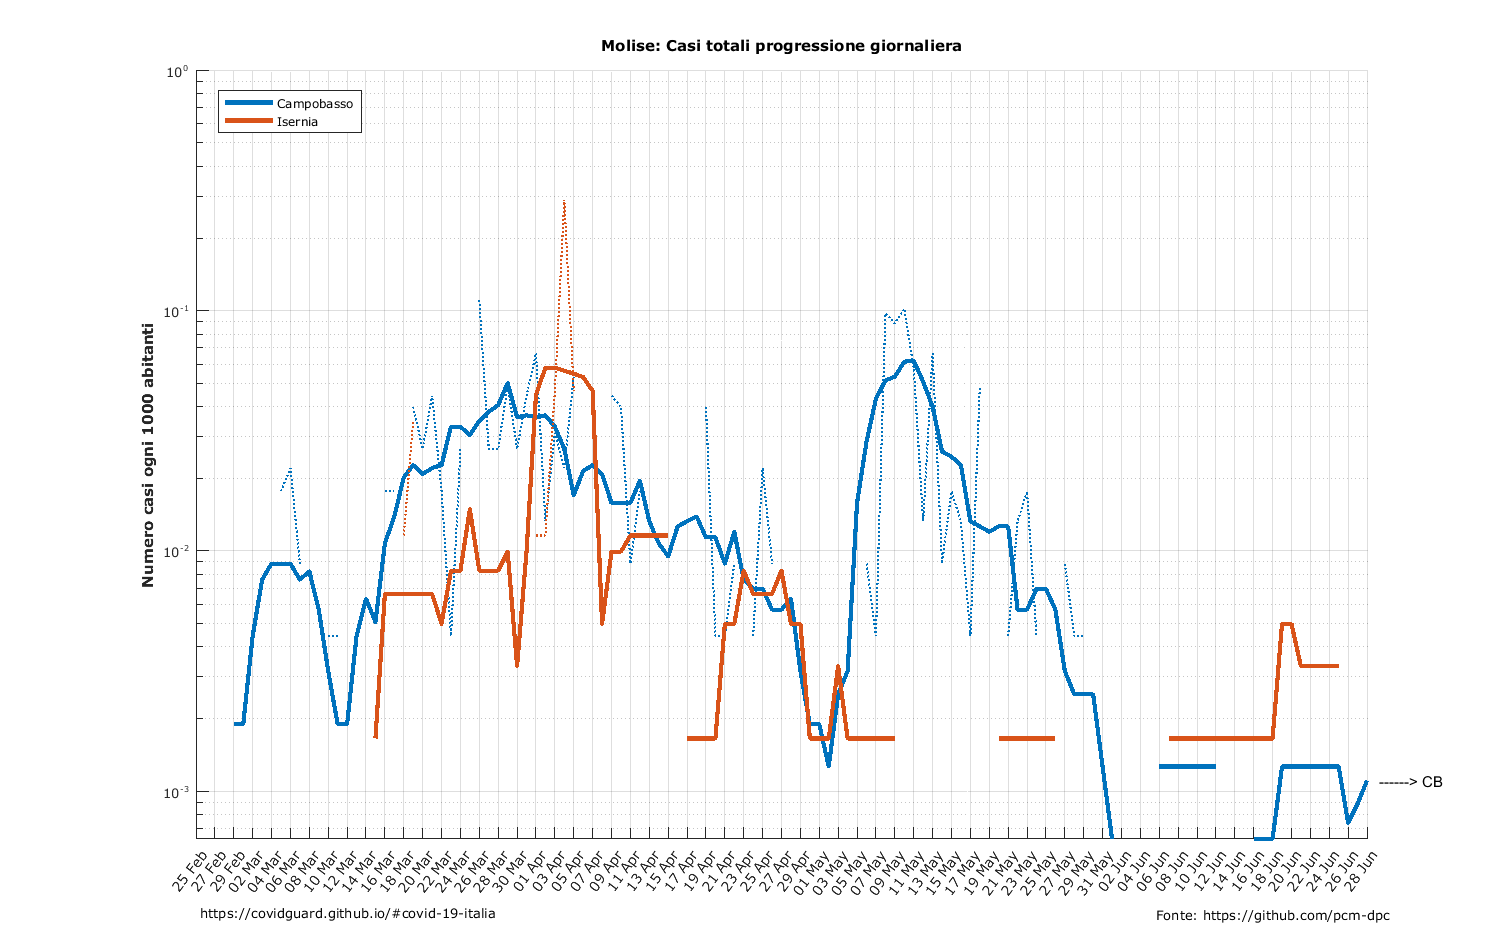 Molise: Casi totali progressione giornaliera
10^0
10^-1
10^-2
10^-3
Numero casi ogni 1000 abitanti
Campobasso
Isernia
------> CB
25 Feb
27 Feb
29 Feb
02 Mar
04 Mar
06 Mar
08 Mar
10 Mar
12 Mar
14 Mar
16 Mar
18 Mar
20 Mar
22 Mar
24 Mar
26 Mar
28 Mar
30 Mar
01 Apr
03 Apr
05 Apr
07 Apr
09 Apr
11 Apr
13 Apr
15 Apr
17 Apr
19 Apr
21 Apr
23 Apr
25 Apr
27 Apr
29 Apr
01 May
03 May
05 May
07 May
09 May
11 May
13 May
15 May
17 May
19 May
21 May
23 May
25 May
27 May
29 May
31 May
02 Jun
04 Jun
06 Jun
08 Jun
10 Jun
12 Jun
14 Jun
16 Jun
18 Jun
20 Jun
22 Jun
24 Jun
26 Jun
28 Jun
https://covidguard.github.io/#covid-19-italia
Fonte: https://github.com/pcm-dpc